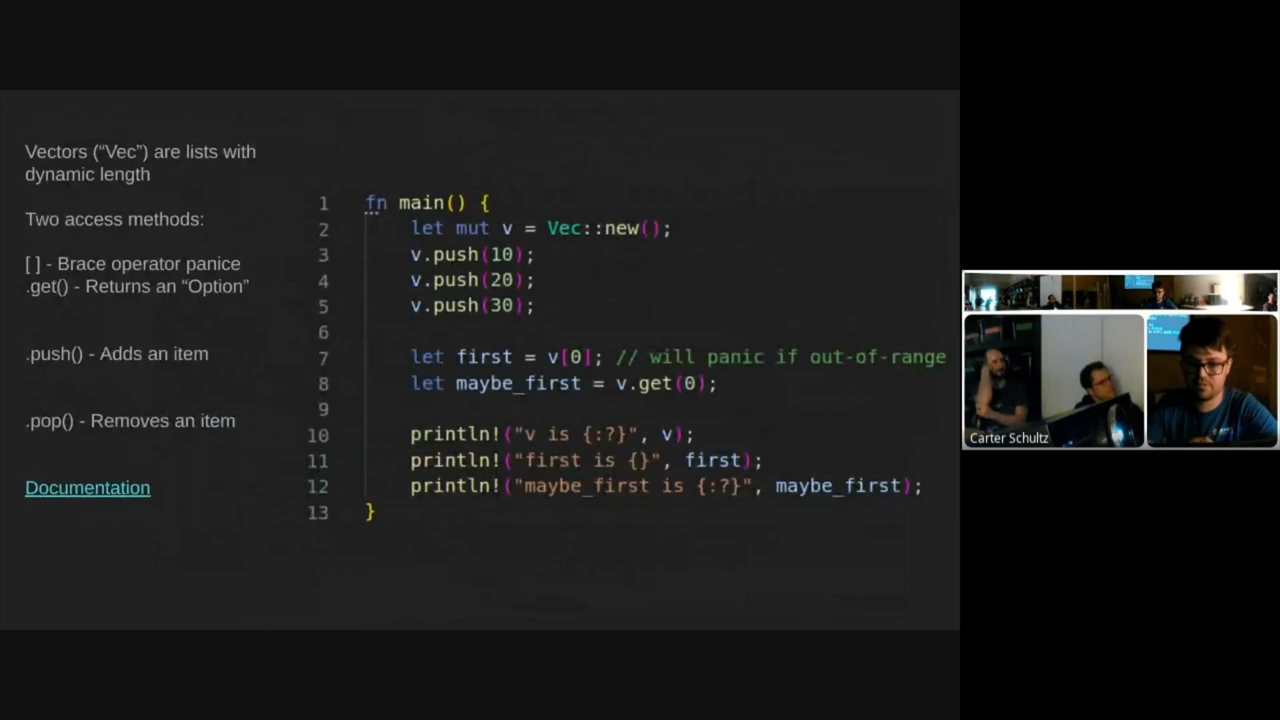 Vectors (“Vec”) are lists with
dynamic length
Two access methods:
[ ] - Brace operator panice
.get() - Returns an “Option”
.push() - Adds an item
.pop() - Removes an item
Documentation
1 fn main() {
2 let mut v = Vec::new();
3 v.push(10);
4 v.push(20);
5 v.push(30);
6
7 let first = v[0]; // will panic if out-of-range
8 let maybe_first = v.get(0);
9
10 println!("v is {:?}", v);
11 println!("first is {}", first);
12 println!("maybe_first is {:?}", maybe_first);
13 }
Carter Schultz